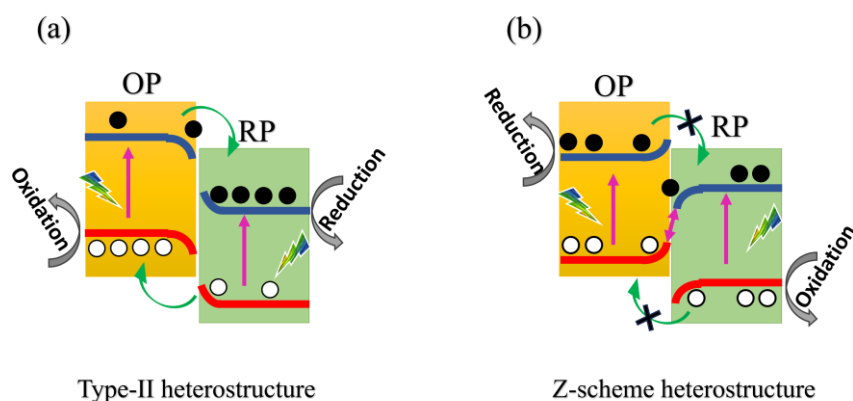 (a)
OP
RP
Oxidation
Reduction
Type-II heterostructure
(b)
OP
RP
Reduction
Oxidation
Z-scheme heterostructure